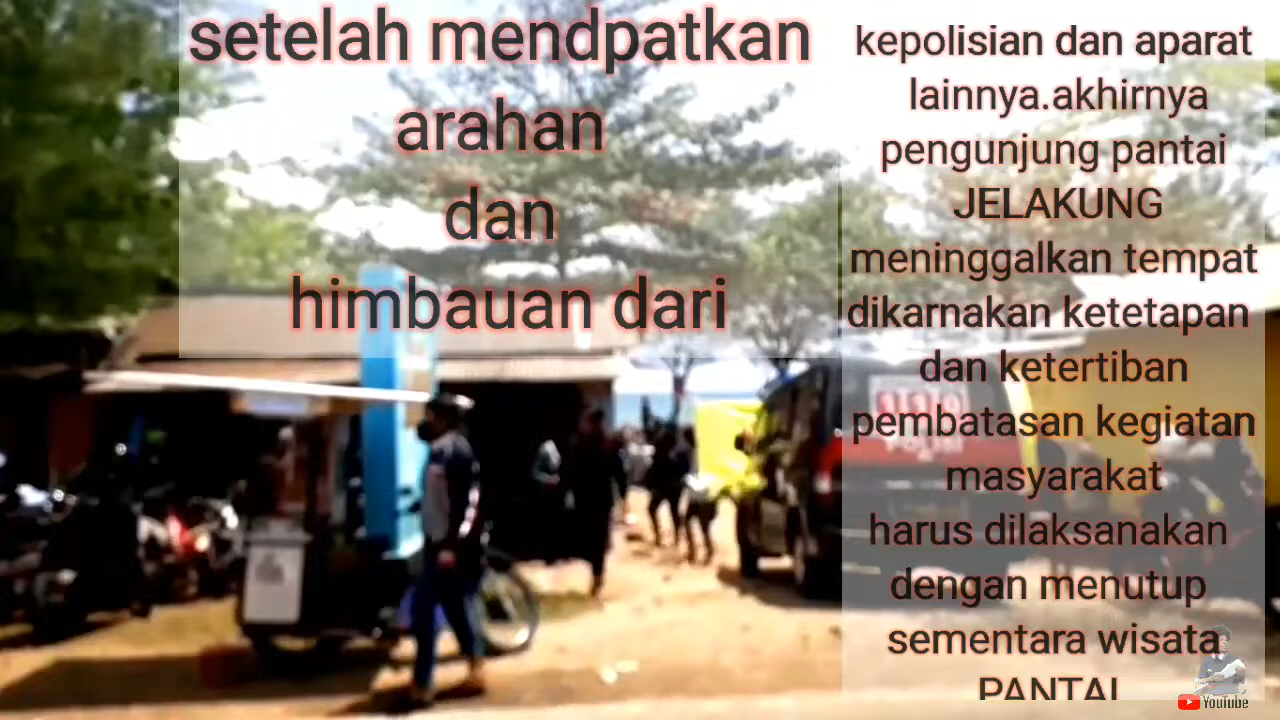 setelah mendpatkan
arahan
dan
himbauan dari
kepolisian dan aparat
lainnya.akhirnya
pengunjung pantai
JELAKUNG
meninggalkan tempat
dikarnakan ketetapan
dan ketertiban
pembatasan kegiatan
masyarakat
harus dilaksanakan
dengan menutup
sementara wisata
PANTAI
YouTube